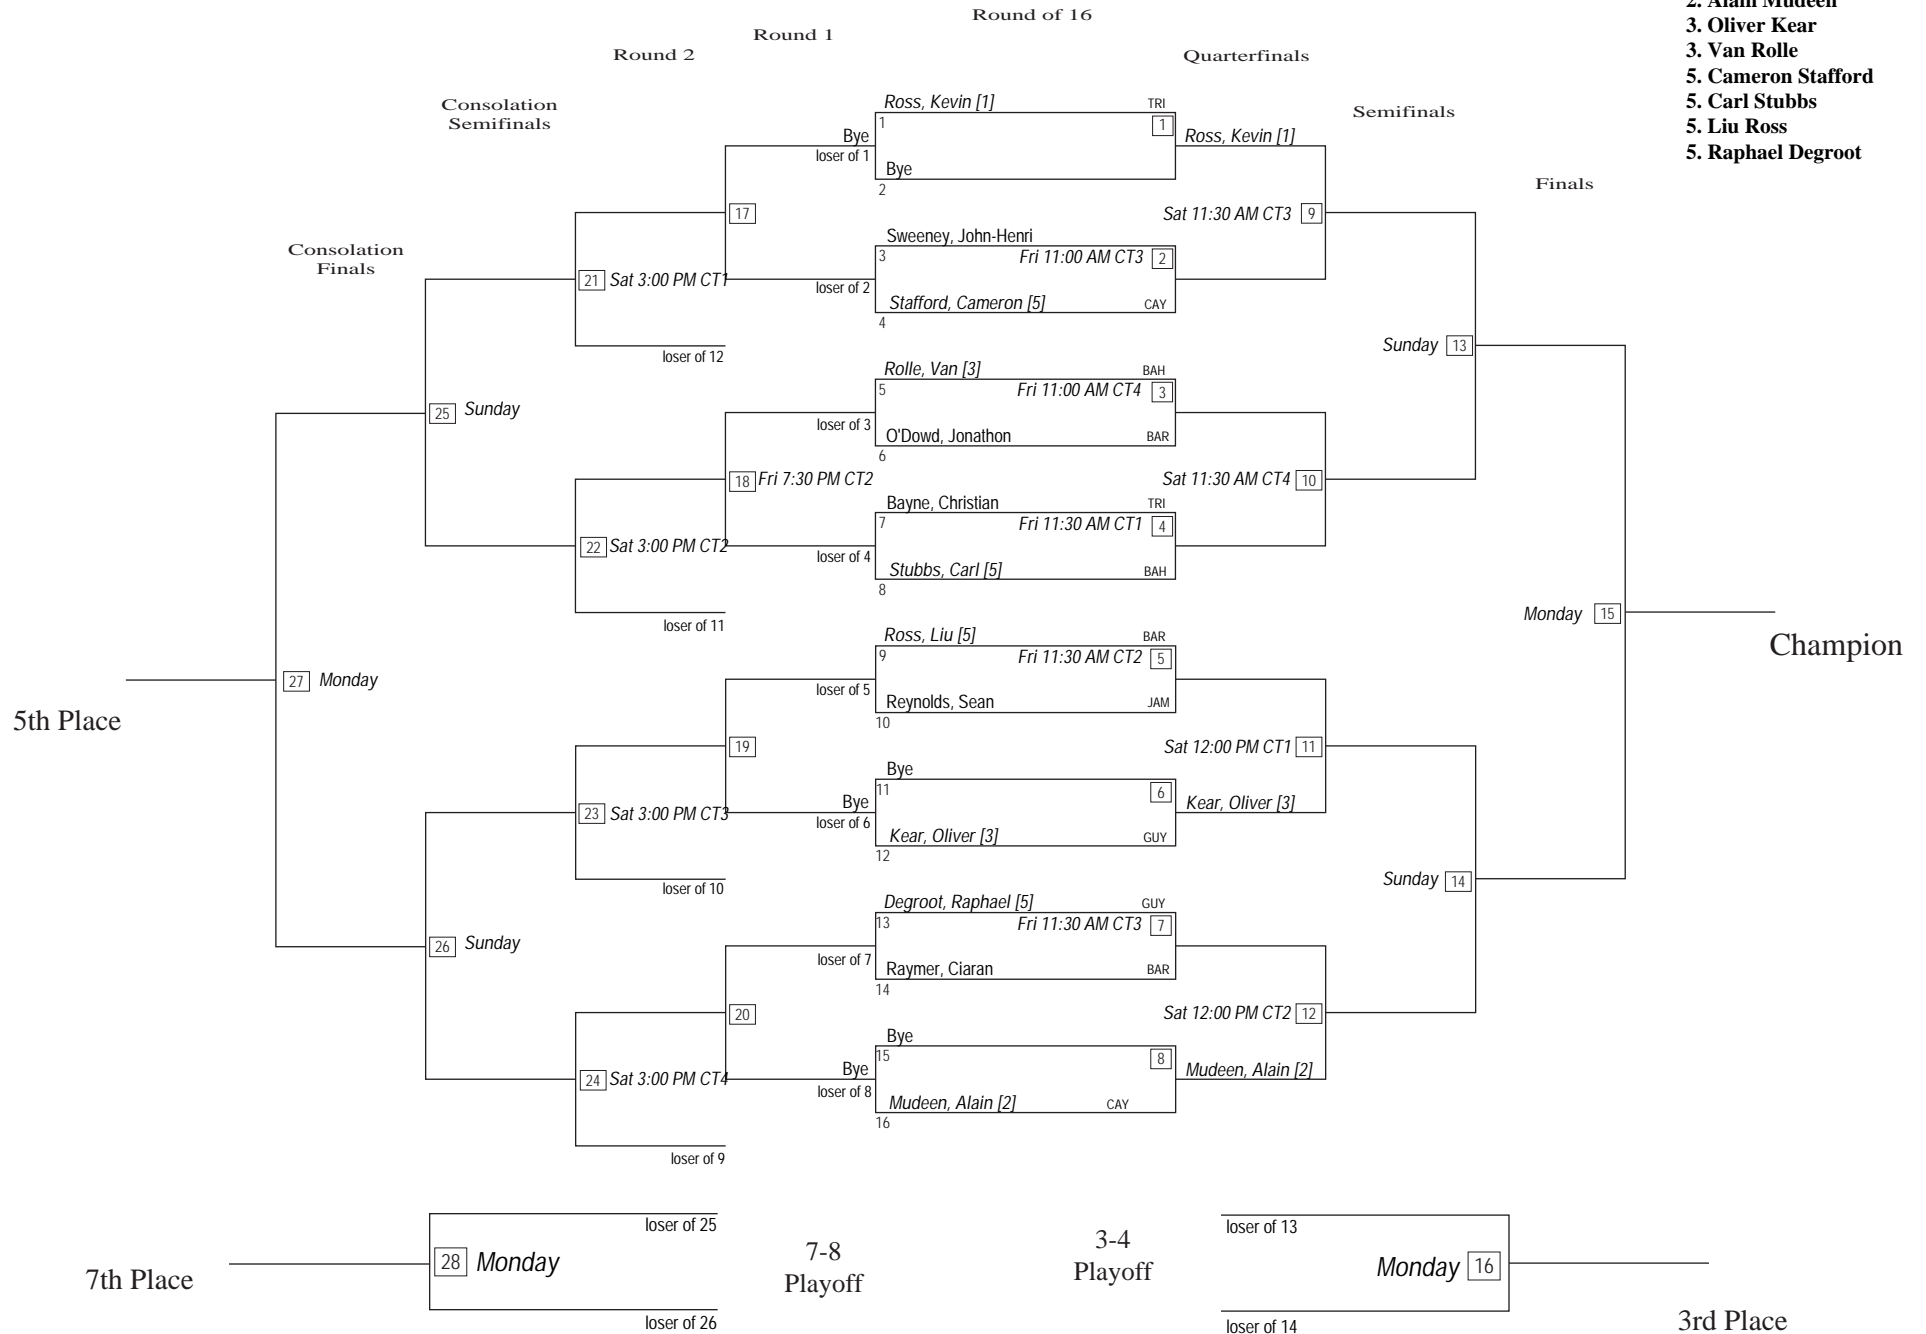 Round of 16
2. Alain Mudeen
3. Oliver Kear
3. Van Rolle
5. Cameron Stafford
5. Carl Stubbs
5. Liu Ross
5. Raphael Degroot
Round 1
Round 2
Quarterfinals
Consolation
Semifinals
Semifinals
Finals
Consolation
Finals
Champion
5th Place
Ross, Kevin [1] TRI
1 1
Bye
loser of 1
Ross, Kevin [1]
Bye
2
17
Sat 11:30 AM CT3 9
Sweeney, John-Henri
3 Fri 11:00 AM CT3 2
21 Sat 3:00 PM CT1
loser of 2
Stafford, Cameron [5] CAY
4
loser of 12
Sunday 13
Rolle, Van [3] BAH
5 Fri 11:00 AM CT4 3
25 Sunday
loser of 3
O'Dowd, Jonathon BAR
6
18 Fri 7:30 PM CT2
Sat 11:30 AM CT4 10
Bayne, Christian TRI
7 Fri 11:30 AM CT1 4
22 Sat 3:00 PM CT2
loser of 4
Stubbs, Carl [5] BAH
8
loser of 11
Monday 15
Ross, Liu [5] BAR
9 Fri 11:30 AM CT2 5
27 Monday
loser of 5
Reynolds, Sean JAM
10
19
Sat 12:00 PM CT1 11
Bye
11 6
23 Sat 3:00 PM CT3
Bye
loser of 6
Kear, Oliver [3]
Kear, Oliver [3] GUY
12
loser of 10
Sunday 14
Degroot, Raphael [5] GUY
13 Fri 11:30 AM CT3 7
26 Sunday
loser of 7
Raymer, Ciaran BAR
14
20
Sat 12:00 PM CT2 12
Bye
15 8
24 Sat 3:00 PM CT4
Bye
loser of 8
Mudeen, Alain [2]
Mudeen, Alain [2] CAY
16
loser of 9
loser of 25
28 Monday
7th Place
loser of 26
7-8
Playoff
3-4
Playoff
loser of 13
Monday 16
loser of 14
3rd Place